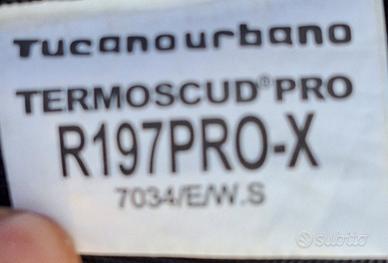 Tucanourbano
TERMOSCUD® PRO
R197PRO-X
7034/E/W.S
subito